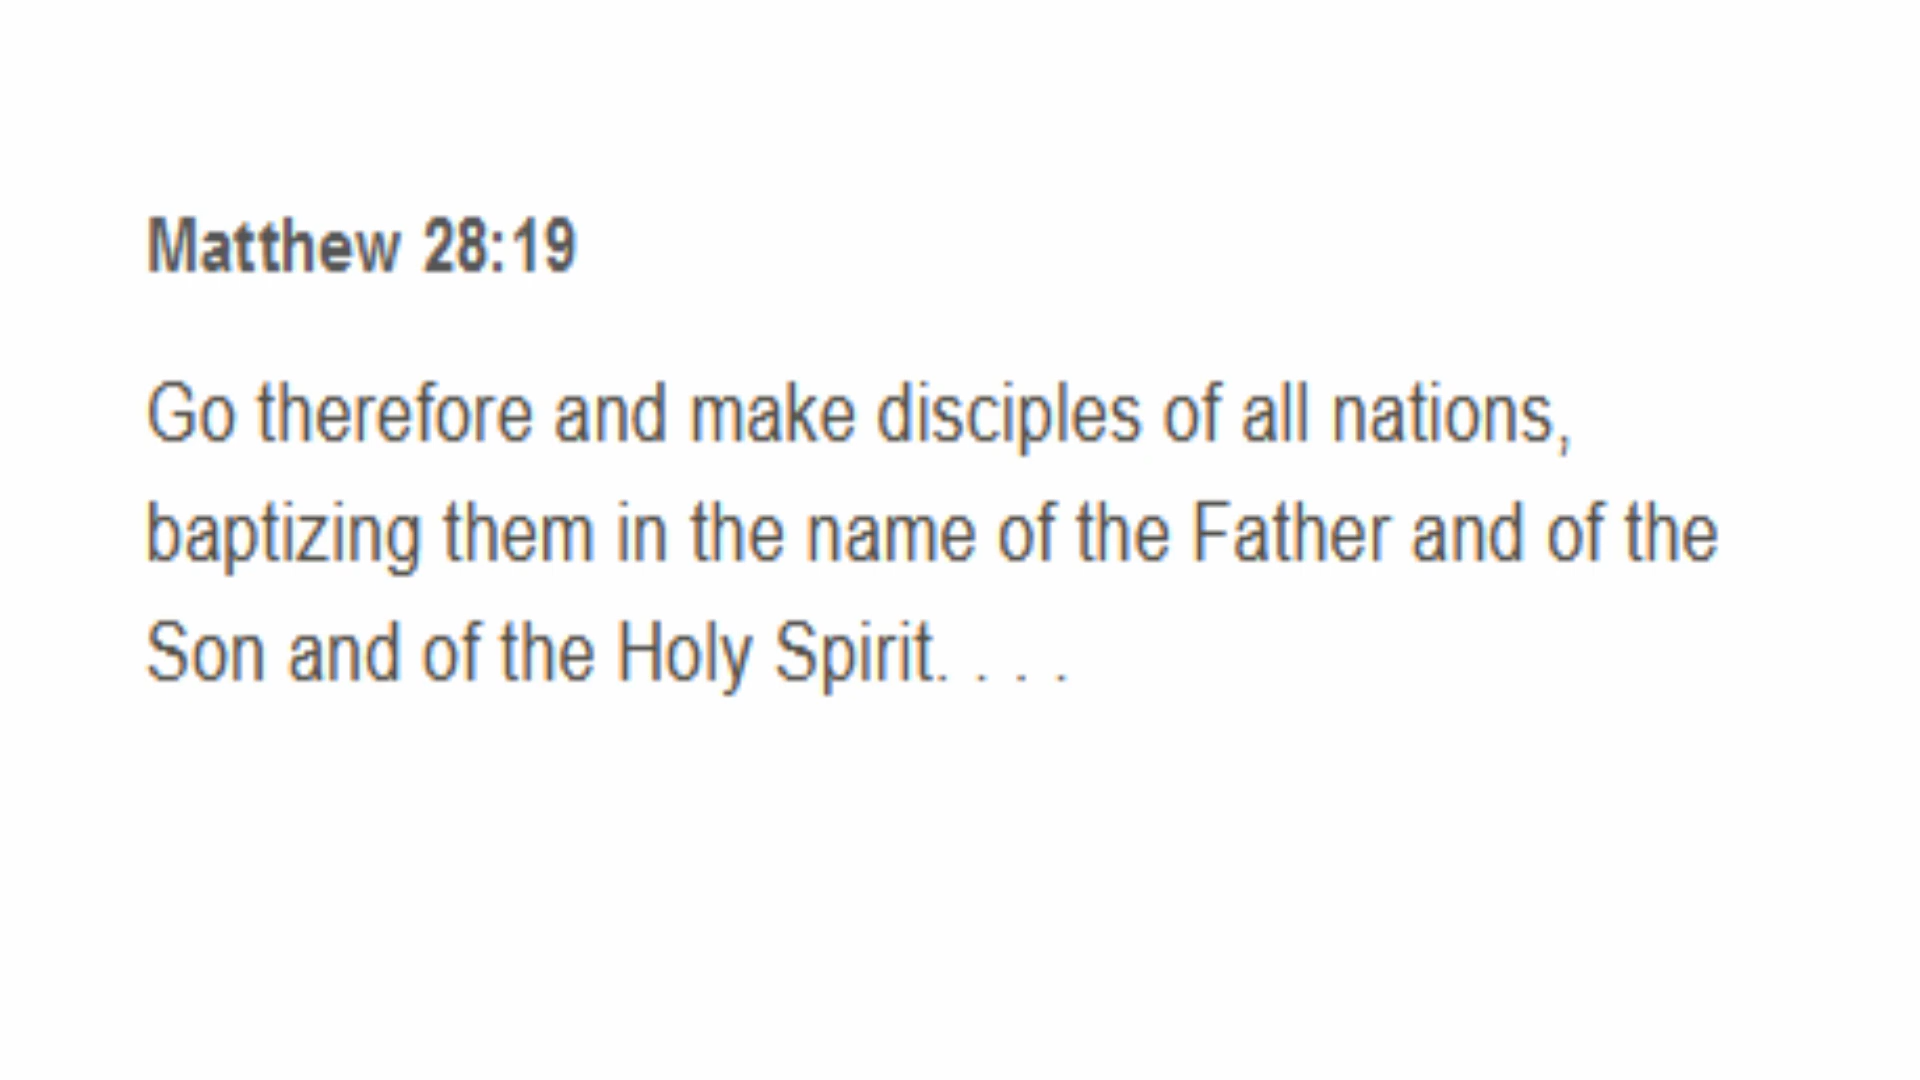 Matthew 28:19
Go therefore and make disciples of all nations,
baptizing them in the name of the Father and of the
Son and of the Holy Spirit. . . .